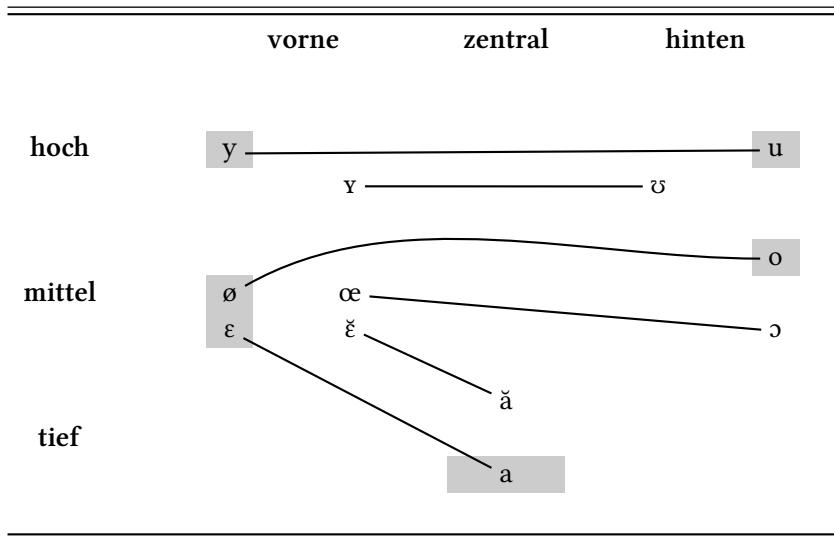 vorne zentral hinten
hoch y u
ʏ ʊ
o
mittel ø œ
ɛ ɛ̆ ɔ
ă
tief
a